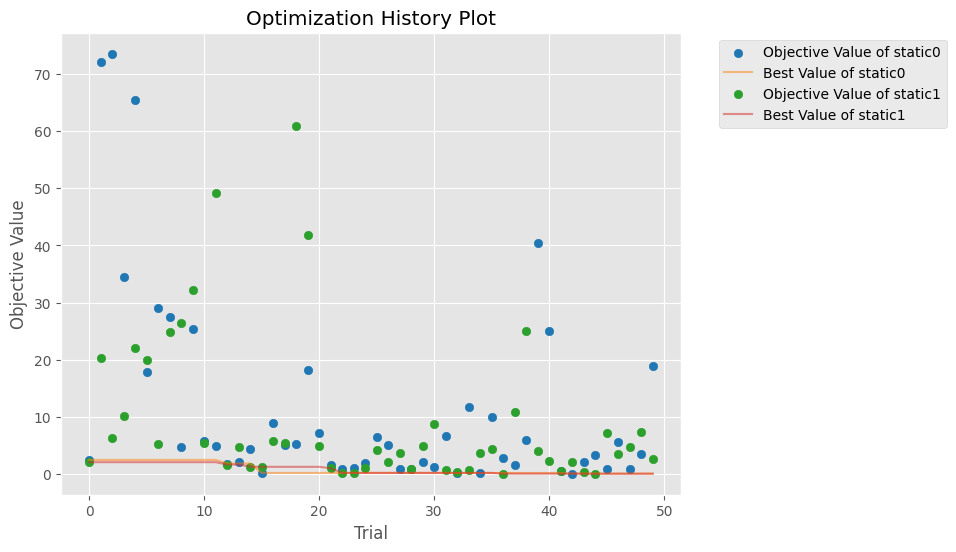 Optimization History Plot
Objective Value of static0
Best Value of static0
Objective Value of static1
Best Value of static1
Objective Value
70
60
50
40
30
20
10
0
0 10 20 30 40 50
Trial